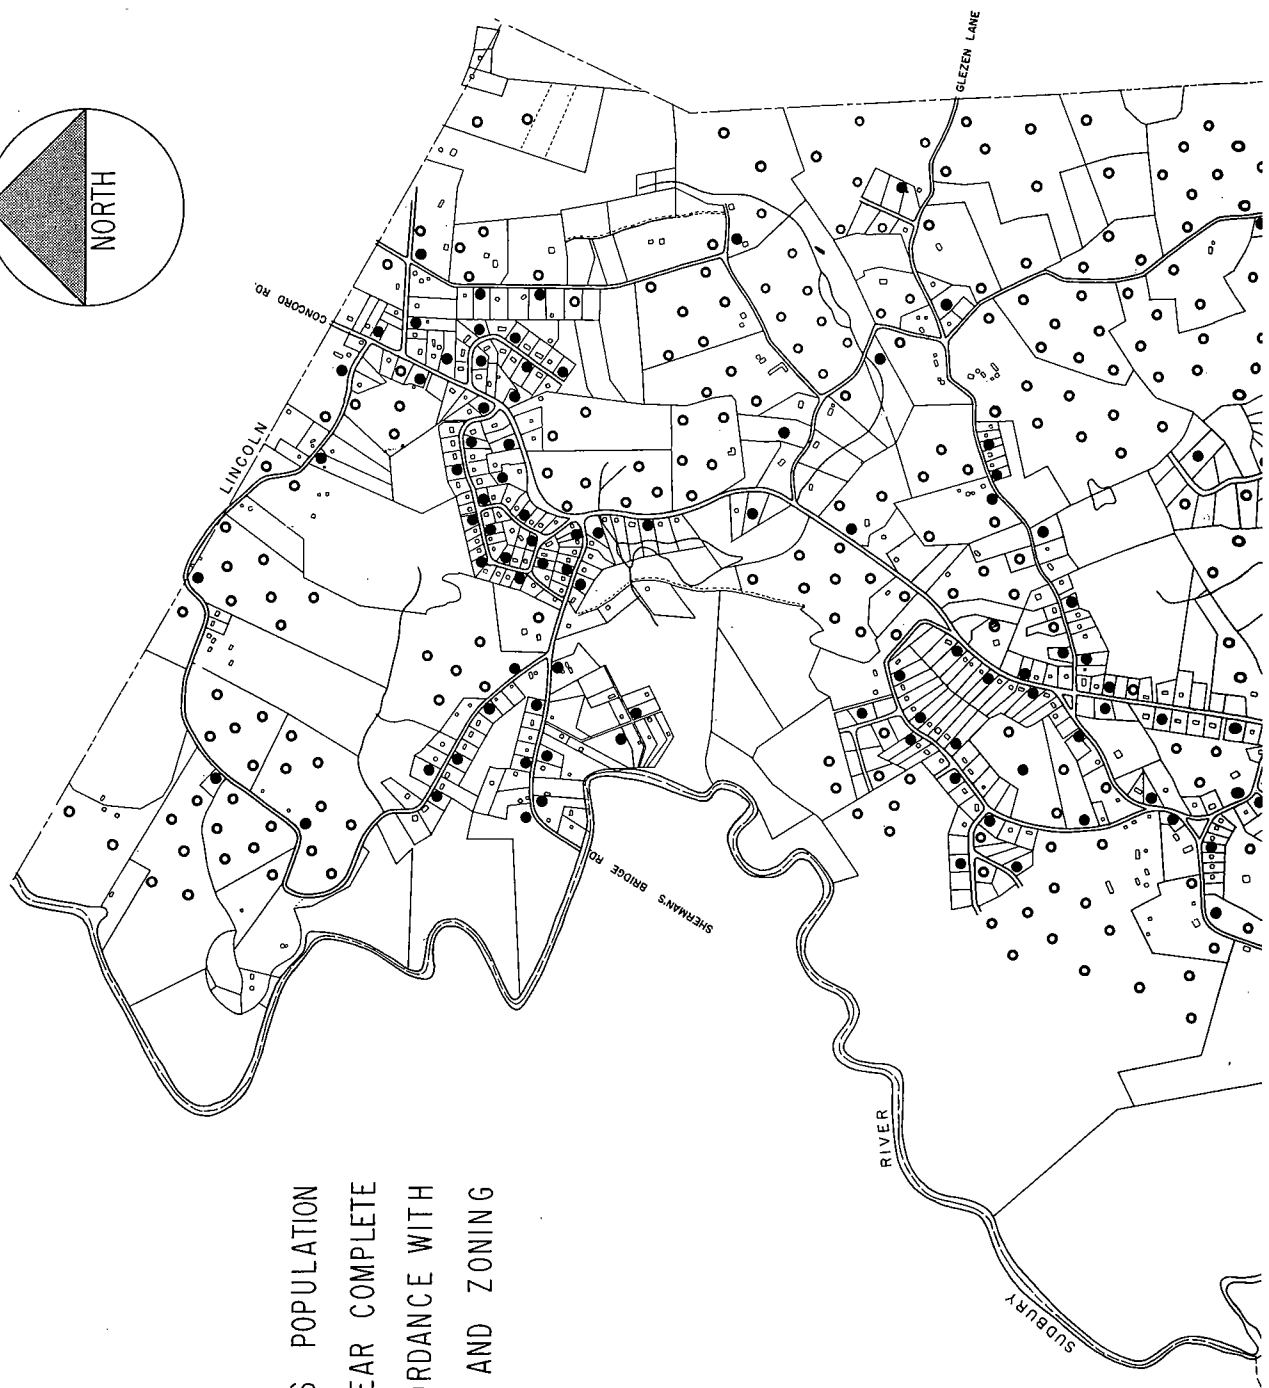 NORTH
GLEZEN LANE
CONCORD RD.
LINCOLN
SHERMAN'S BRIDGE RD.
RIVER
SUDBURY
S POPULATION
EAR COMPLETE
RDANCE WITH
AND ZONING